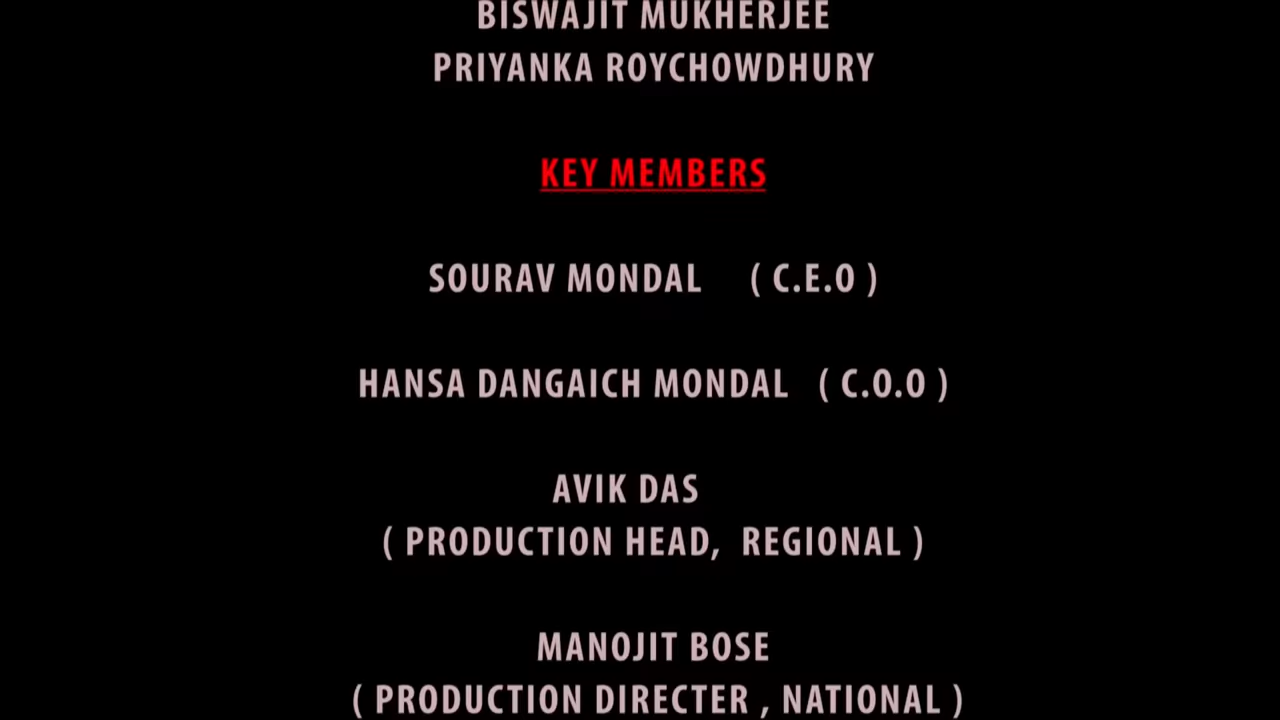 BISWAJIT MUKHERJEE
PRIYANKA ROYCHOWDHURY
KEY MEMBERS
SOURAV MONDAL ( C.E.O )
HANSA DANGAICH MONDAL ( C.O.O )
AVIK DAS
( PRODUCTION HEAD, REGIONAL )
MANOJIT BOSE
( PRODUCTION DIRECTER , NATIONAL )